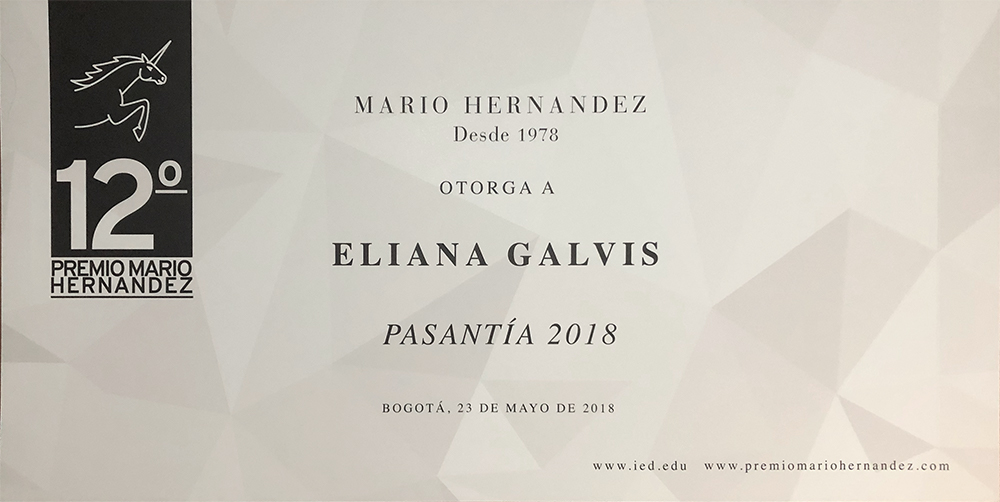 12º
PREMIO MARIO
HERNANDEZ
MARIO HERNANDEZ
Desde 1978
OTORGA A
ELIANA GALVIS
PASANTÍA 2018
BOGOTÁ, 23 DE MAYO DE 2018
www.ied.edu www.premiomariohernandez.com